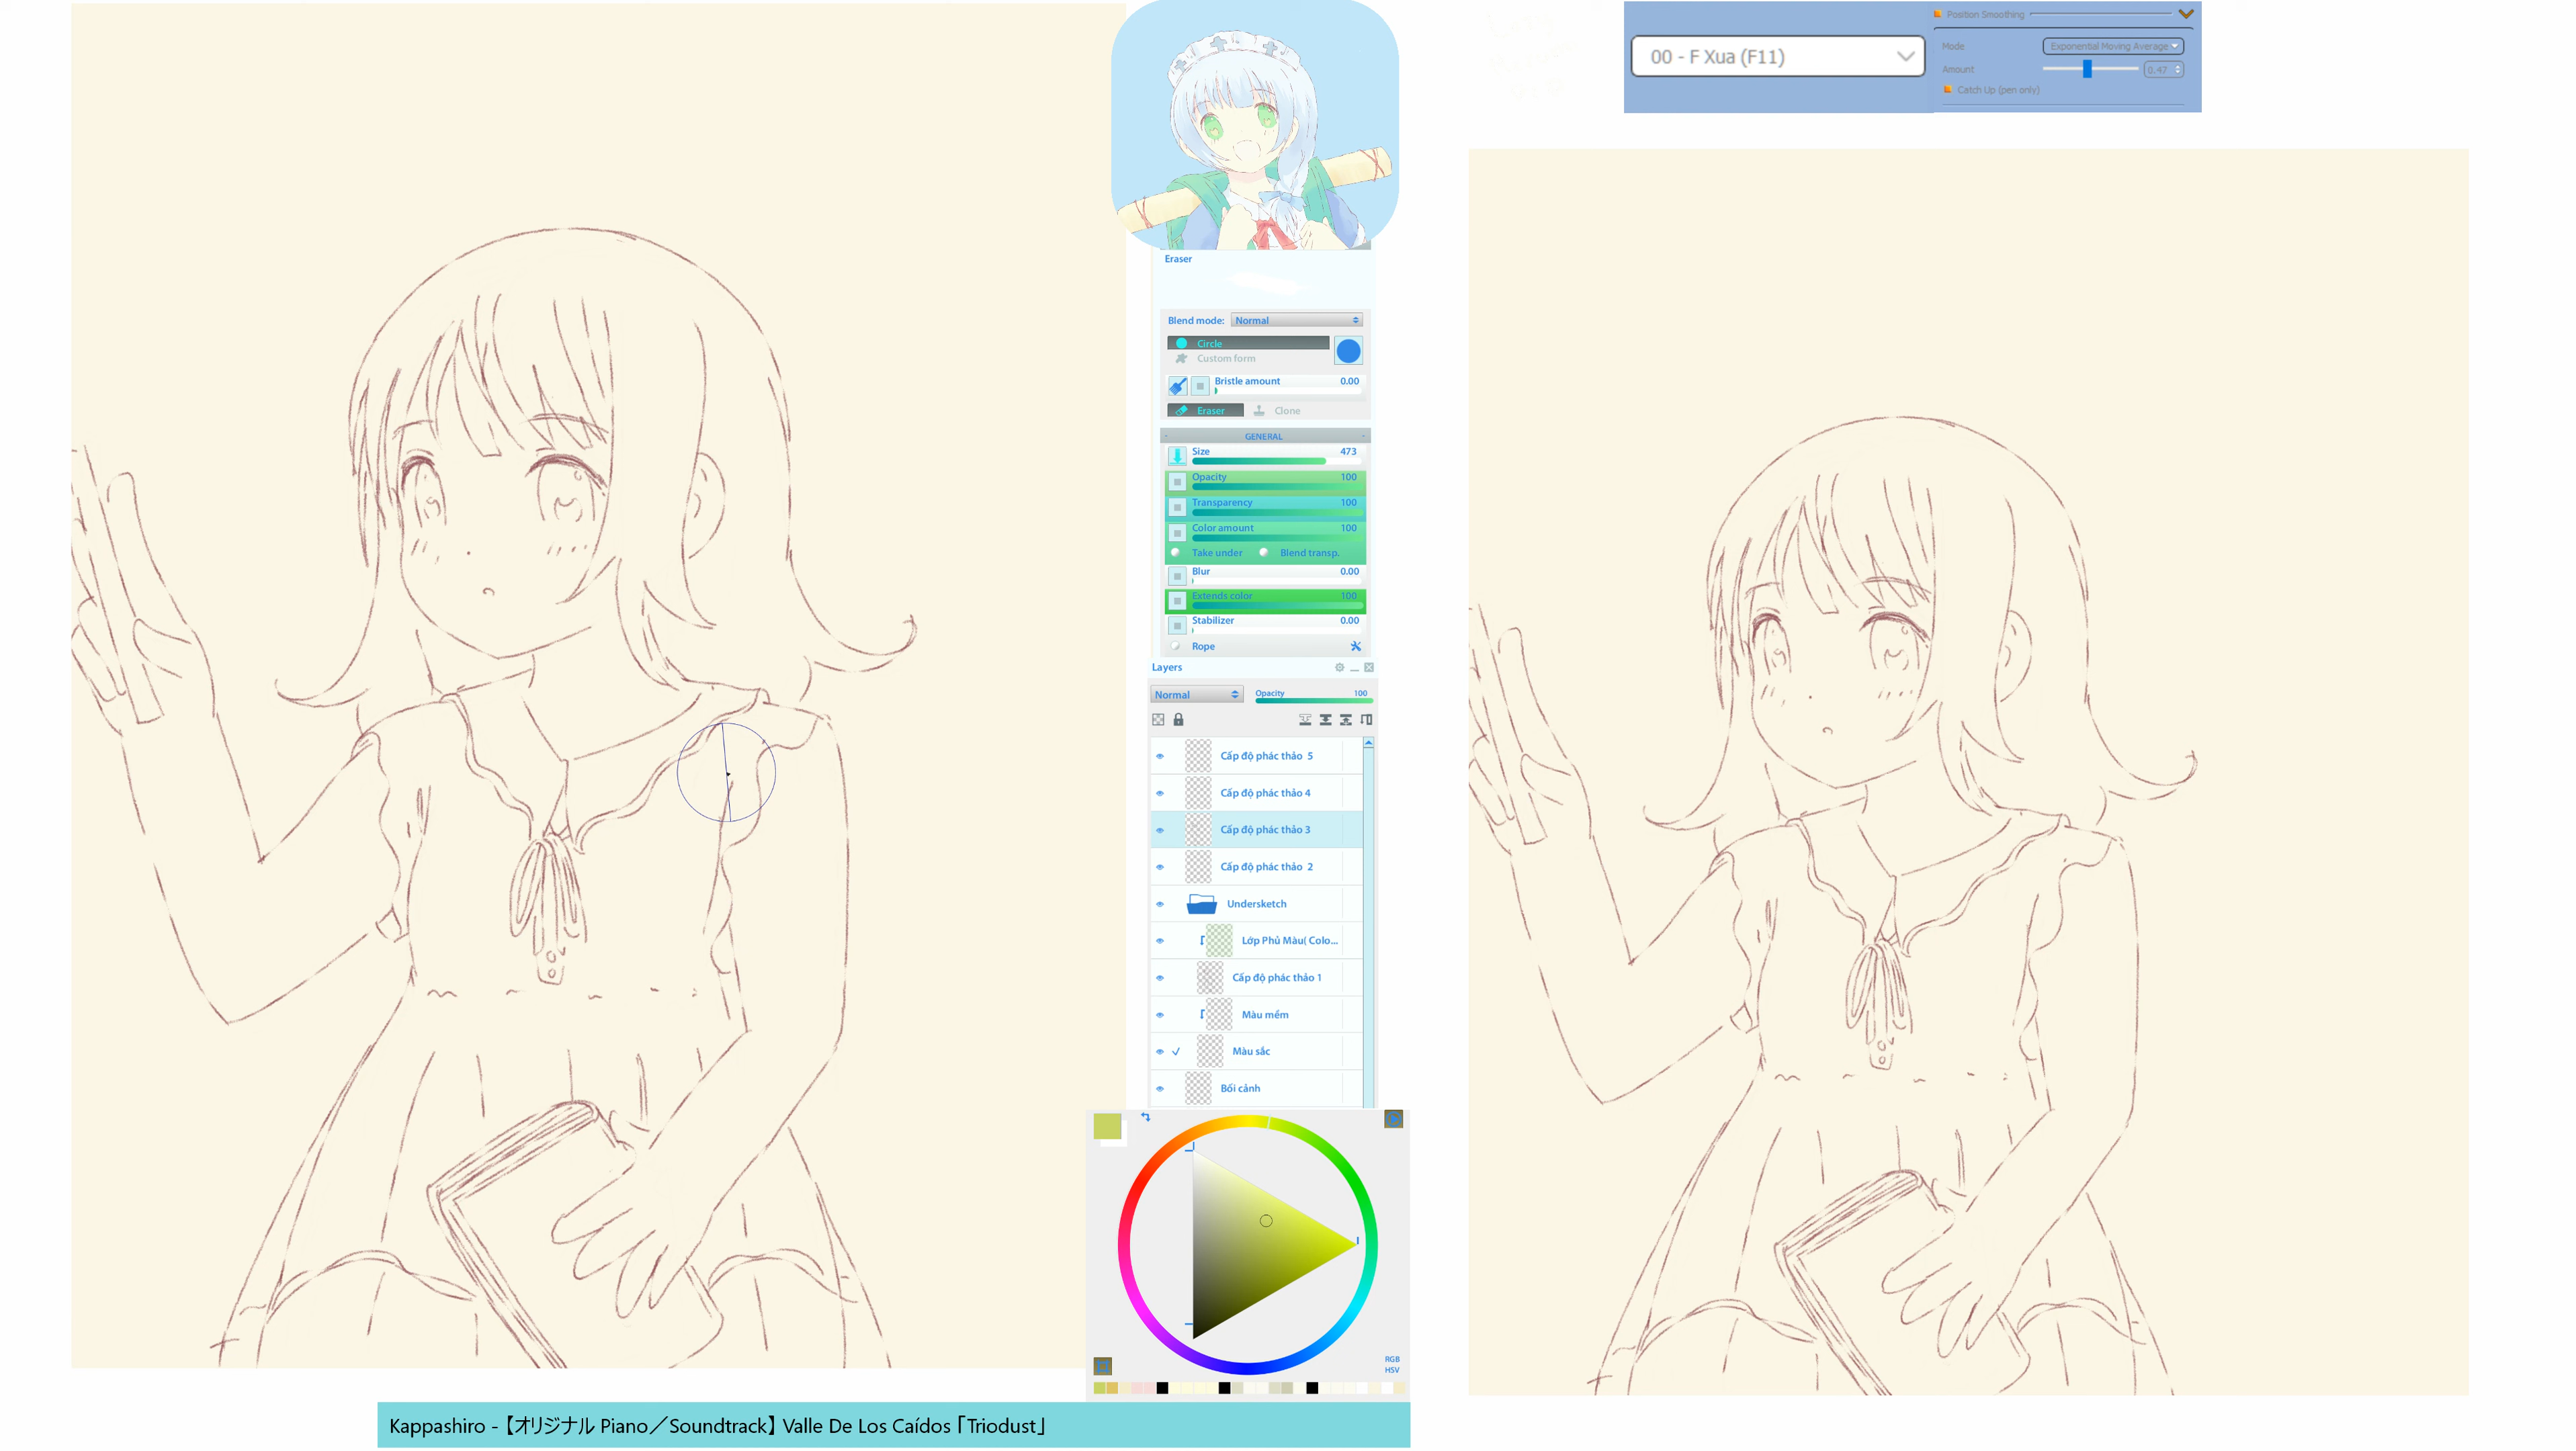 Eraser
Blend mode: Normal
Circle
Custom form
Bristle amount 0.00
Eraser Clone
GENERAL
Size 473
Opacity 100
Transparency 100
Color amount 100
Take under Blend transp.
Blur 0.00
Extends color 100
Stabilizer 0.00
Rope
Layers
Normal Opacity 100
Cấp độ phác thảo 5
Cấp độ phác thảo 4
Cấp độ phác thảo 3
Cấp độ phác thảo 2
Undersketch
Lớp Phủ Màu( Colo...
Cấp độ phác thảo 1
Màu mềm
Màu sắc
Bối cảnh
RGB
HSV
Kappashiro - 【オリジナル Piano／Soundtrack】 Valle De Los Caídos 「Triodust」
00 - F Xua (F11)
Position Smoothing
Mode Exponential Moving Average
Amount 0.47
Catch Up (pen only)